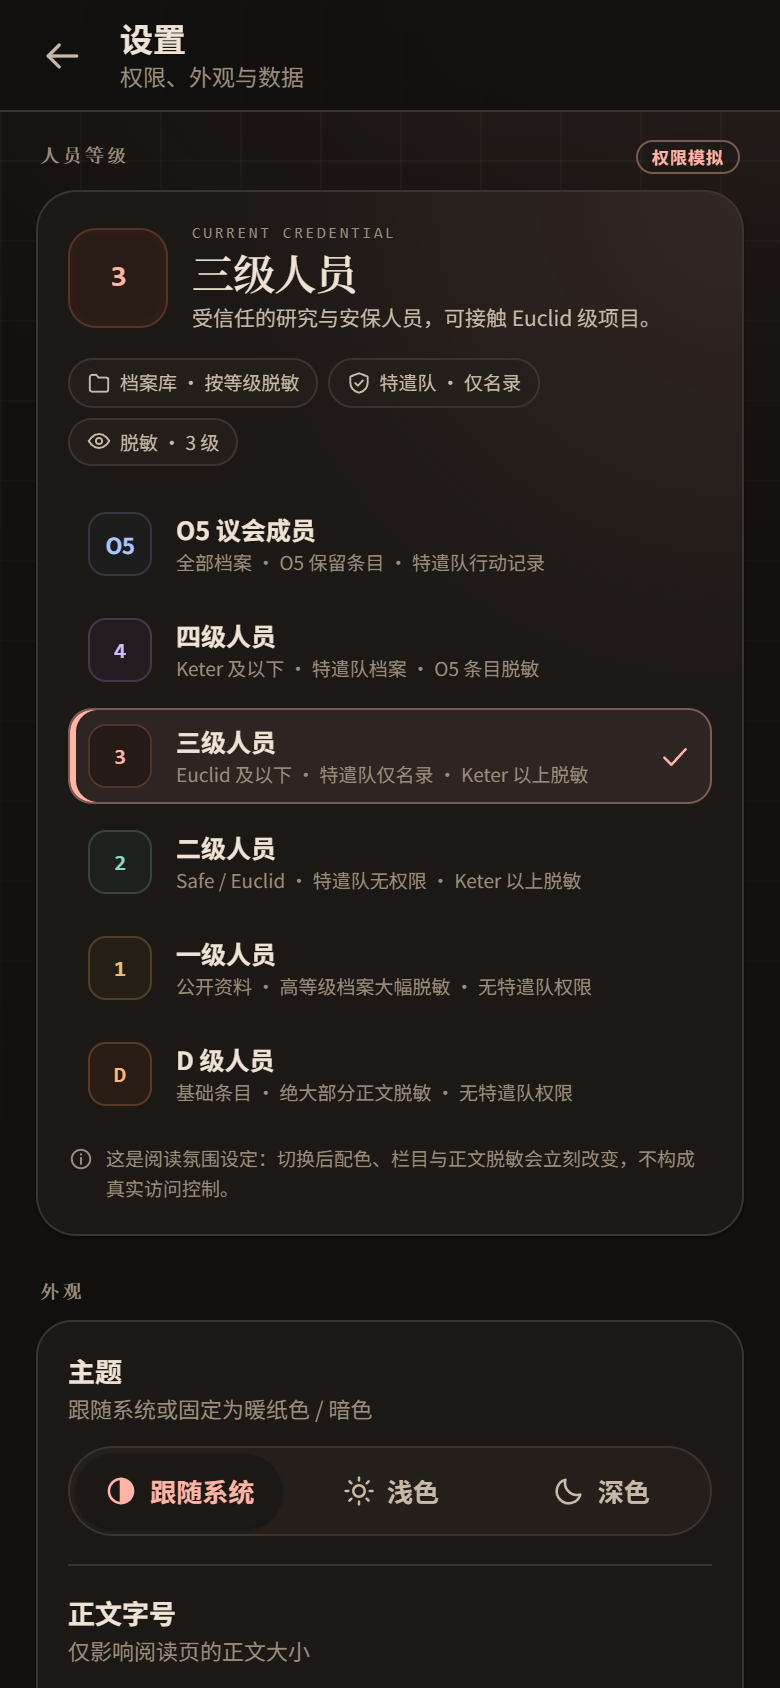 设置
权限、外观与数据
人员等级
权限模拟
3
CURRENT CREDENTIAL
三级人员
受信任的研究与安保人员，可接触 Euclid 级项目。
档案库 · 按等级脱敏
特遣队 · 仅名录
脱敏 · 3 级
O5
O5 议会成员
全部档案 · O5 保留条目 · 特遣队行动记录
4
四级人员
Keter 及以下 · 特遣队档案 · O5 条目脱敏
3
三级人员
Euclid 及以下 · 特遣队仅名录 · Keter 以上脱敏
2
二级人员
Safe / Euclid · 特遣队无权限 · Keter 以上脱敏
1
一级人员
公开资料 · 高等级档案大幅脱敏 · 无特遣队权限
D
D 级人员
基础条目 · 绝大部分正文脱敏 · 无特遣队权限
这是阅读氛围设定：切换后配色、栏目与正文脱敏会立刻改变，不构成
真实访问控制。
外观
主题
跟随系统或固定为暖纸色 / 暗色
跟随系统
浅色
深色
正文字号
仅影响阅读页的正文大小